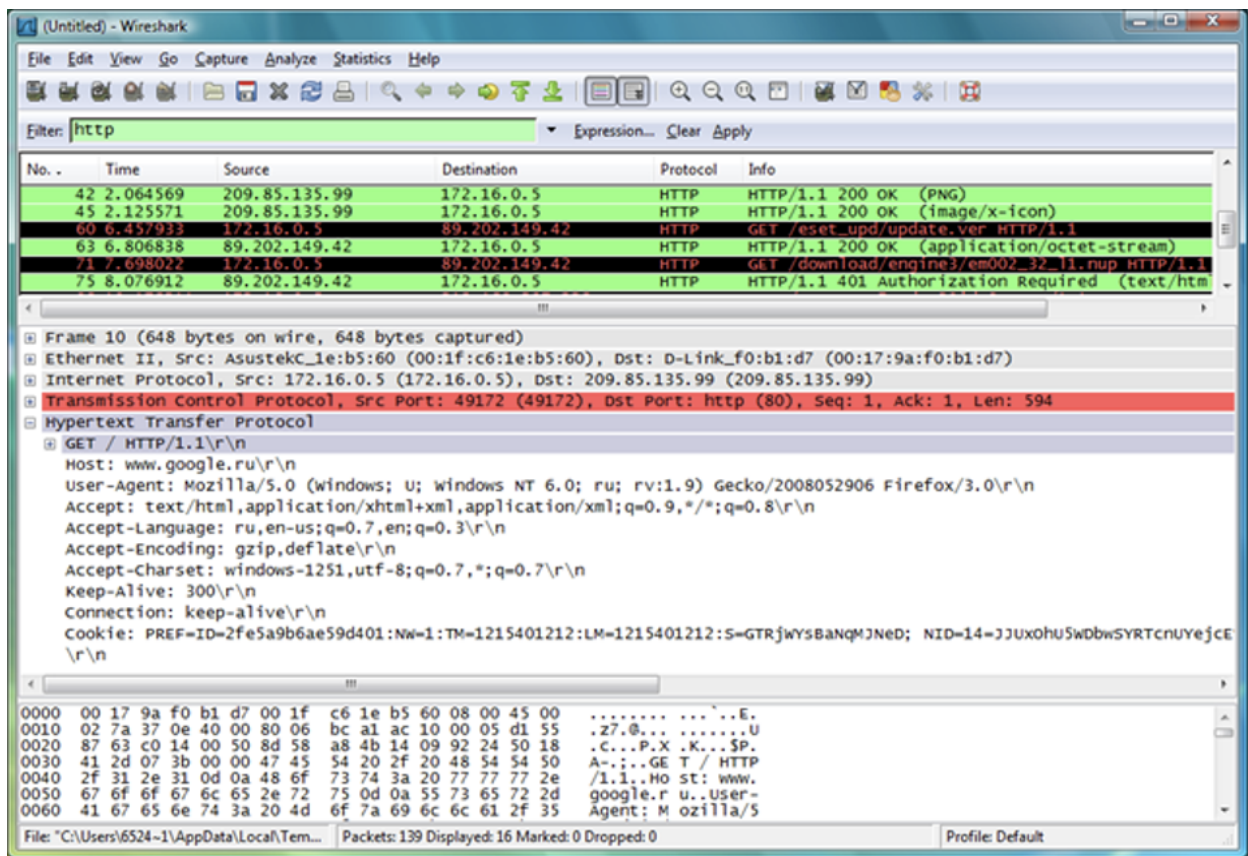 (Untitled) - Wireshark
File Edit View Go Capture Analyze Statistics Help
Filter: http Expression... Clear Apply
No. . Time Source Destination Protocol Info
42 2.064569 209.85.135.99 172.16.0.5 HTTP HTTP/1.1 200 OK (PNG)
45 2.125571 209.85.135.99 172.16.0.5 HTTP HTTP/1.1 200 OK (image/x-icon)
60 6.457933 172.16.0.5 89.202.149.42 HTTP GET /eset_upd/update.ver HTTP/1.1
63 6.806838 89.202.149.42 172.16.0.5 HTTP HTTP/1.1 200 OK (application/octet-stream)
71 7.698022 172.16.0.5 89.202.149.42 HTTP GET /download/engine3/em002_32_l1.nup HTTP/1.1
75 8.076912 89.202.149.42 172.16.0.5 HTTP HTTP/1.1 401 Authorization Required (text/htm
Frame 10 (648 bytes on wire, 648 bytes captured)
Ethernet II, Src: AsustekC_1e:b5:60 (00:1f:c6:1e:b5:60), Dst: D-Link_f0:b1:d7 (00:17:9a:f0:b1:d7)
Internet Protocol, Src: 172.16.0.5 (172.16.0.5), Dst: 209.85.135.99 (209.85.135.99)
Transmission Control Protocol, Src Port: 49172 (49172), Dst Port: http (80), Seq: 1, Ack: 1, Len: 594
Hypertext Transfer Protocol
GET / HTTP/1.1\r\n
Host: www.google.ru\r\n
User-Agent: Mozilla/5.0 (Windows; U; Windows NT 6.0; ru; rv:1.9) Gecko/2008052906 Firefox/3.0\r\n
Accept: text/html,application/xhtml+xml,application/xml;q=0.9,*/*;q=0.8\r\n
Accept-Language: ru,en-us;q=0.7,en;q=0.3\r\n
Accept-Encoding: gzip,deflate\r\n
Accept-Charset: windows-1251,utf-8;q=0.7,*;q=0.7\r\n
Keep-Alive: 300\r\n
Connection: keep-alive\r\n
Cookie: PREF=ID=2fe5a9b6ae59d401:NW=1:TM=1215401212:LM=1215401212:S=GTRjWYsBaNqMJNeD; NID=14=JJUxOhU5WDbwSYRTcnUYejcE
\r\n
0000 00 17 9a f0 b1 d7 00 1f c6 1e b5 60 08 00 45 00 ........ ...`..E.
0010 02 7a 37 0e 40 00 80 06 bc a1 ac 10 00 05 d1 55 .z7.@... .......U
0020 87 63 c0 14 00 50 8d 58 a8 4b 14 09 92 24 50 18 .c...P.X .K...$P.
0030 41 2d 07 3b 00 00 47 45 54 20 2f 20 48 54 54 50 A-.;..GE T / HTTP
0040 2f 31 2e 31 0d 0a 48 6f 73 74 3a 20 77 77 77 2e /1.1..Ho st: www.
0050 67 6f 6f 67 6c 65 2e 72 75 0d 0a 55 73 65 72 2d google.r u..User-
0060 41 67 65 6e 74 3a 20 4d 6f 7a 69 6c 6c 61 2f 35 Agent: M ozilla/5
File: "C:\Users\6524~1\AppData\Local\Tem... Packets: 139 Displayed: 16 Marked: 0 Dropped: 0 Profile: Default